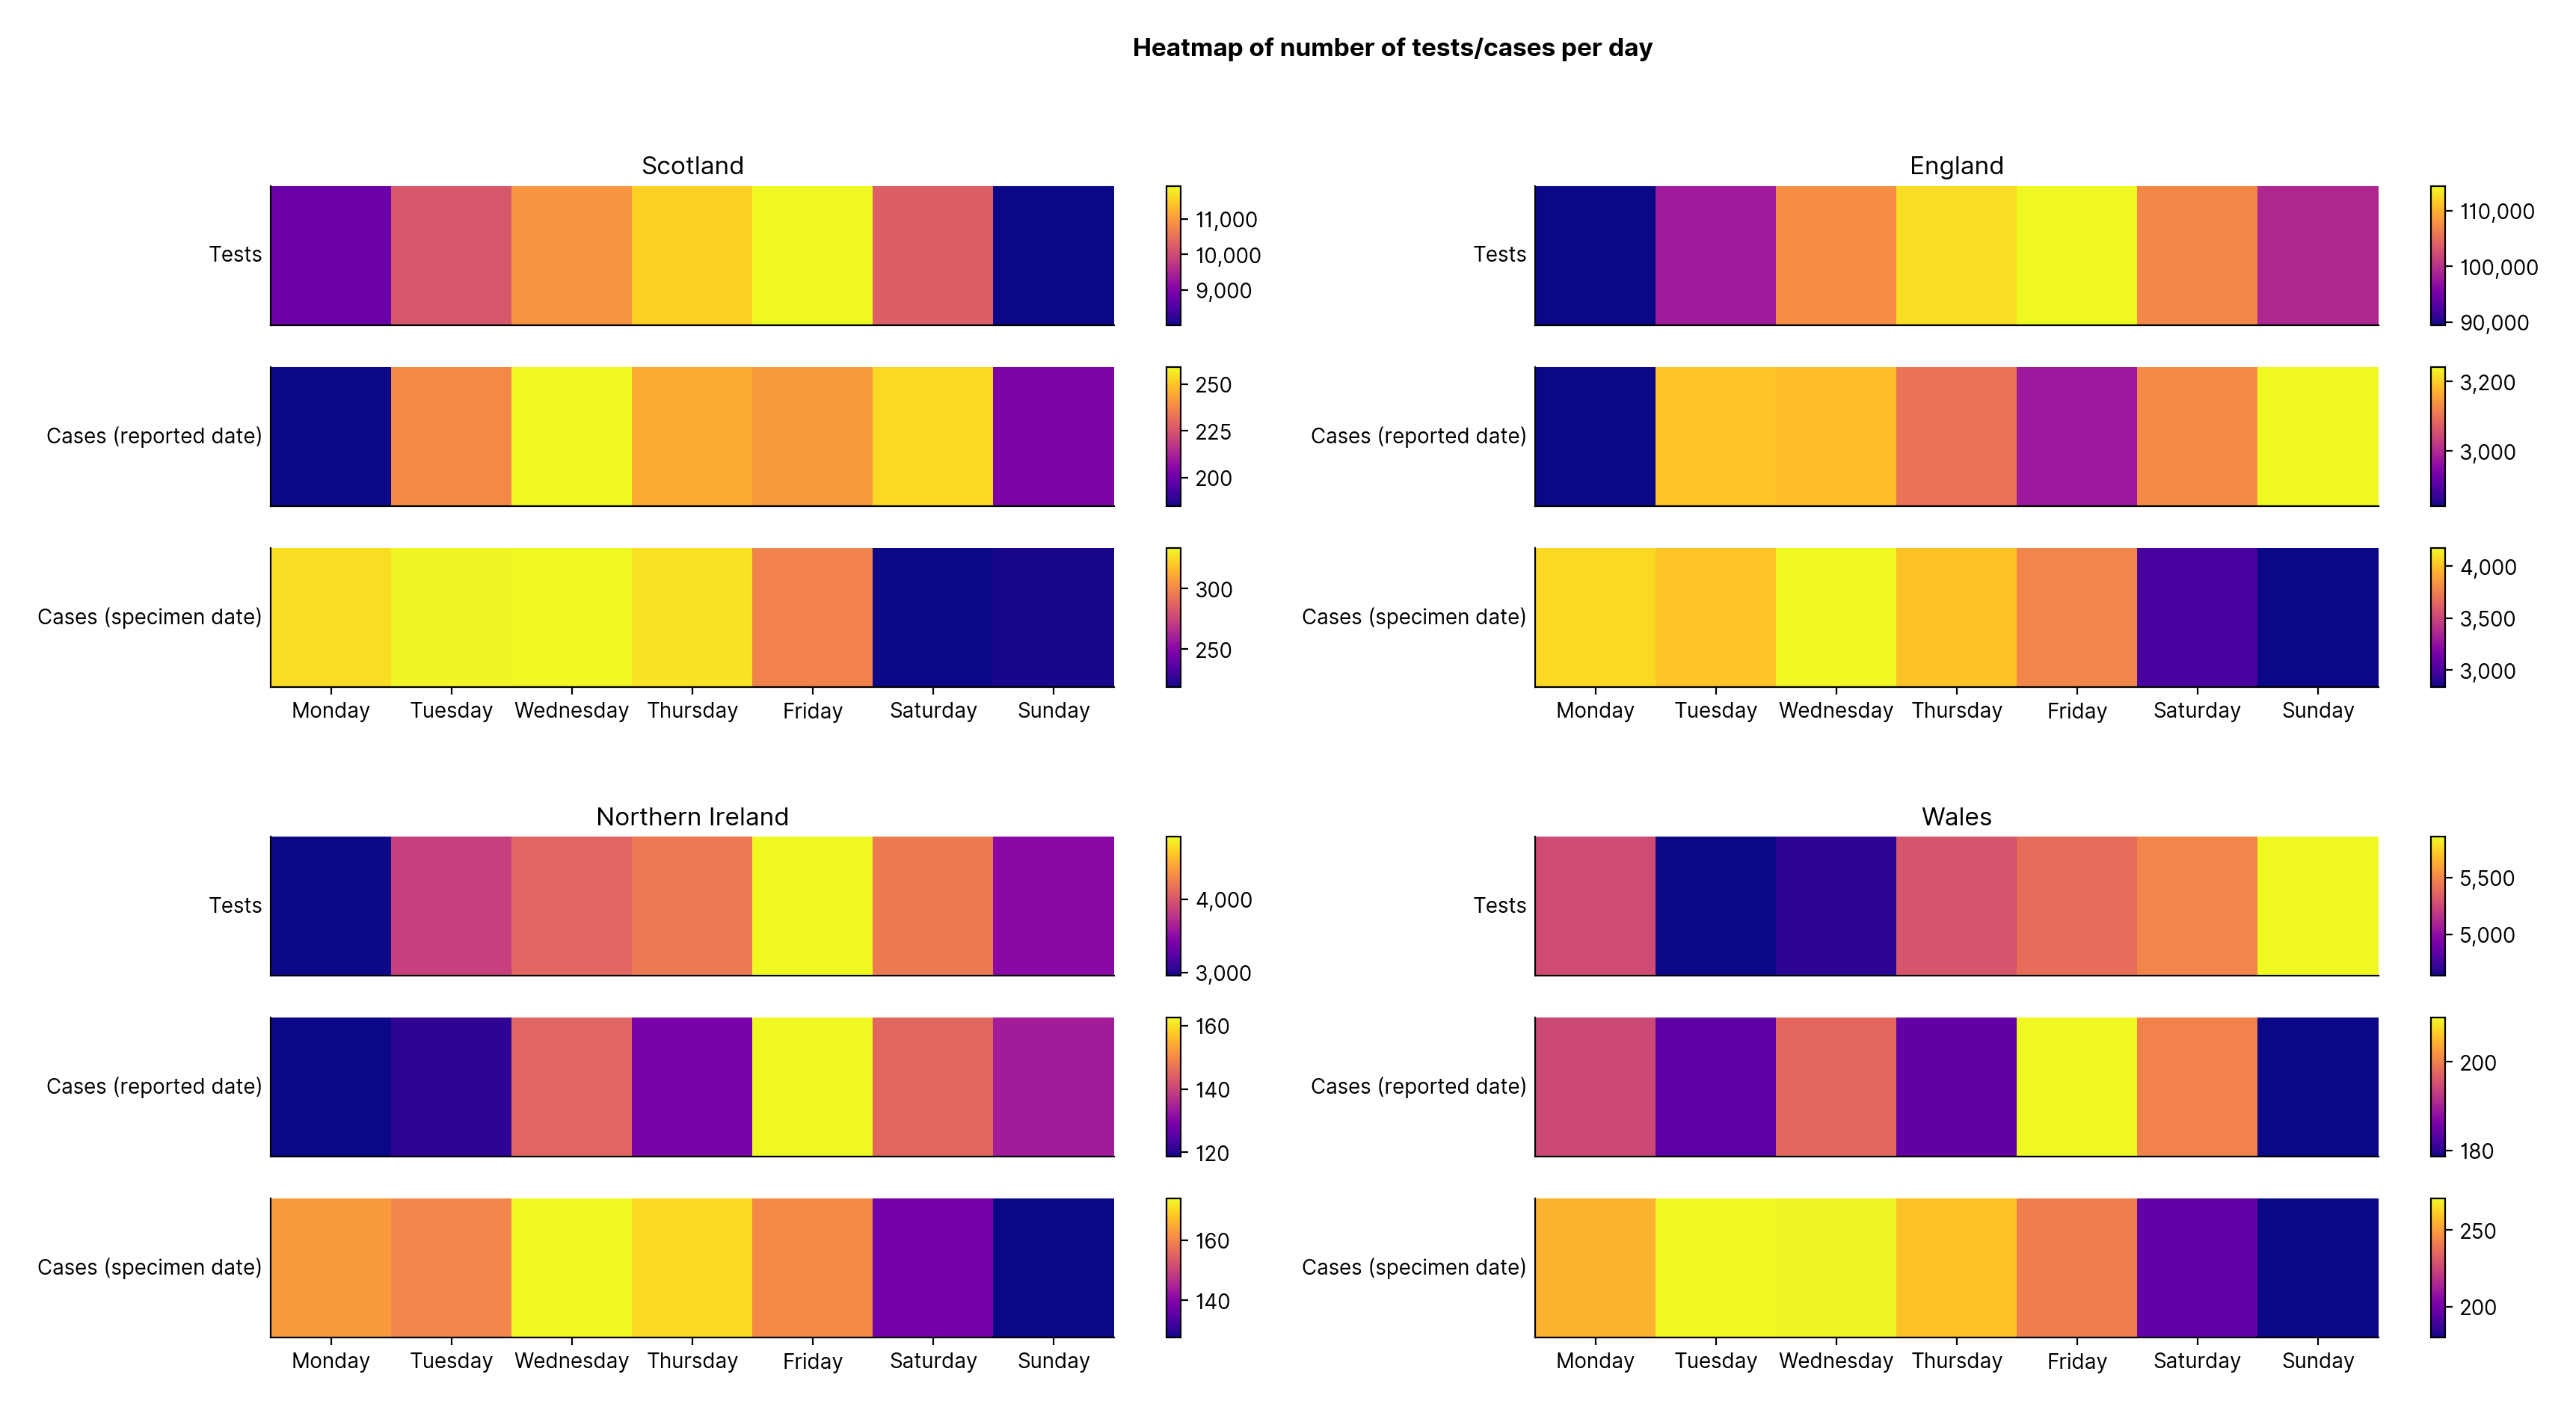 Heatmap of number of tests/cases per day
Scotland
Tests
11,000
10,000
9,000
Cases (reported date)
250
225
200
Cases (specimen date)
300
250
Monday Tuesday Wednesday Thursday Friday Saturday Sunday
England
Tests
110,000
100,000
90,000
Cases (reported date)
3,200
3,000
Cases (specimen date)
4,000
3,500
3,000
Monday Tuesday Wednesday Thursday Friday Saturday Sunday
Northern Ireland
Tests
4,000
3,000
Cases (reported date)
160
140
120
Cases (specimen date)
160
140
Monday Tuesday Wednesday Thursday Friday Saturday Sunday
Wales
Tests
5,500
5,000
Cases (reported date)
200
180
Cases (specimen date)
250
200
Monday Tuesday Wednesday Thursday Friday Saturday Sunday